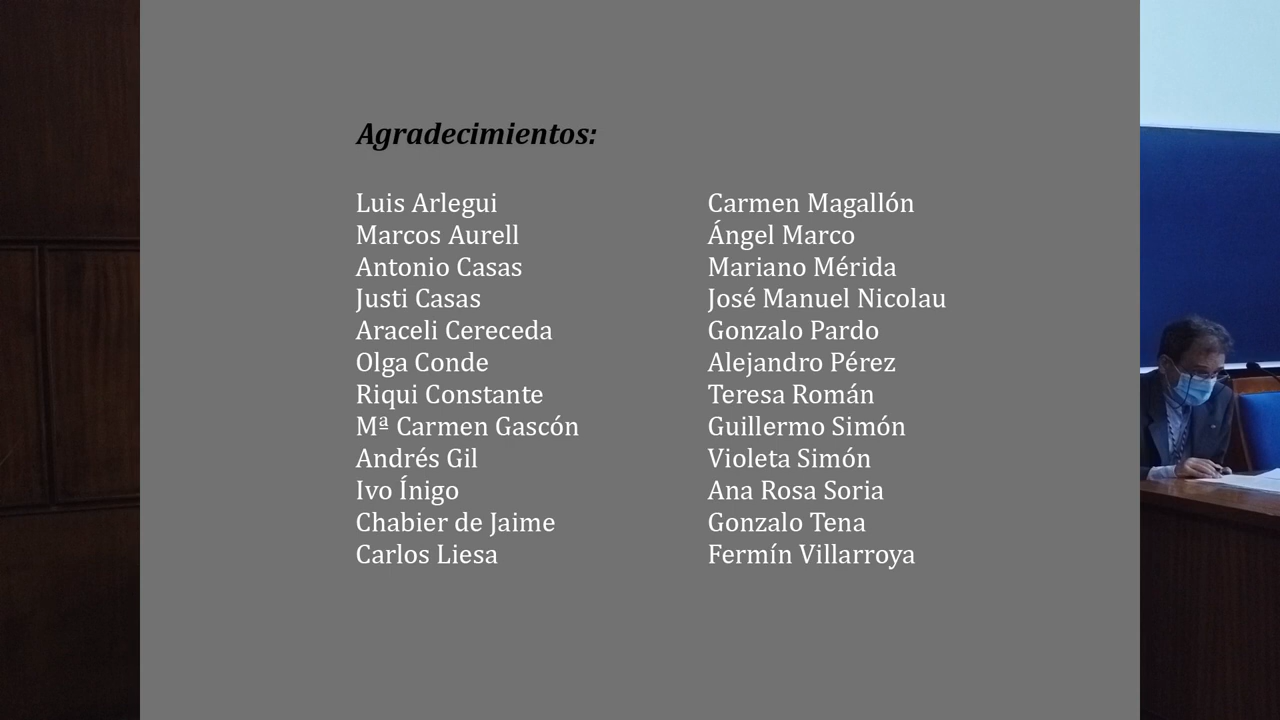 Agradecimientos:
Luis Arlegui
Marcos Aurell
Antonio Casas
Justi Casas
Araceli Cereceda
Olga Conde
Riqui Constante
Mª Carmen Gascón
Andrés Gil
Ivo Ínigo
Chabier de Jaime
Carlos Liesa
Carmen Magallón
Ángel Marco
Mariano Mérida
José Manuel Nicolau
Gonzalo Pardo
Alejandro Pérez
Teresa Román
Guillermo Simón
Violeta Simón
Ana Rosa Soria
Gonzalo Tena
Fermín Villarroya